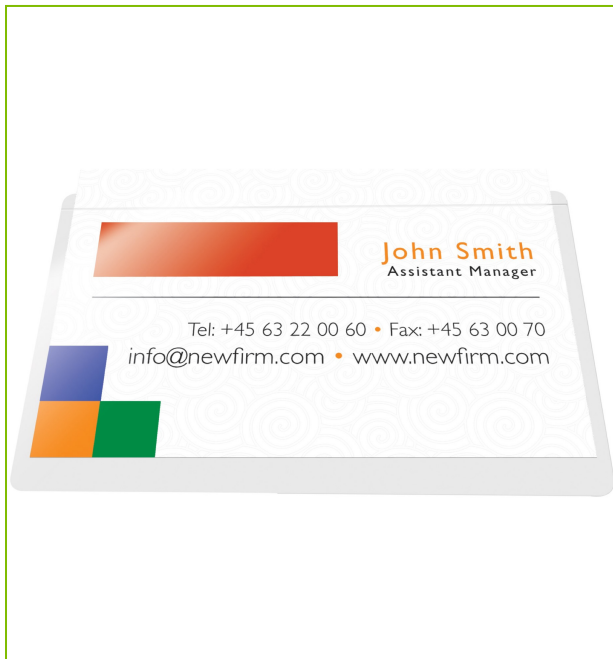 John Smith
Assistant Manager
Tel: +45 63 22 00 60 • Fax: +45 63 00 70
info@newfirm.com • www.newfirm.com